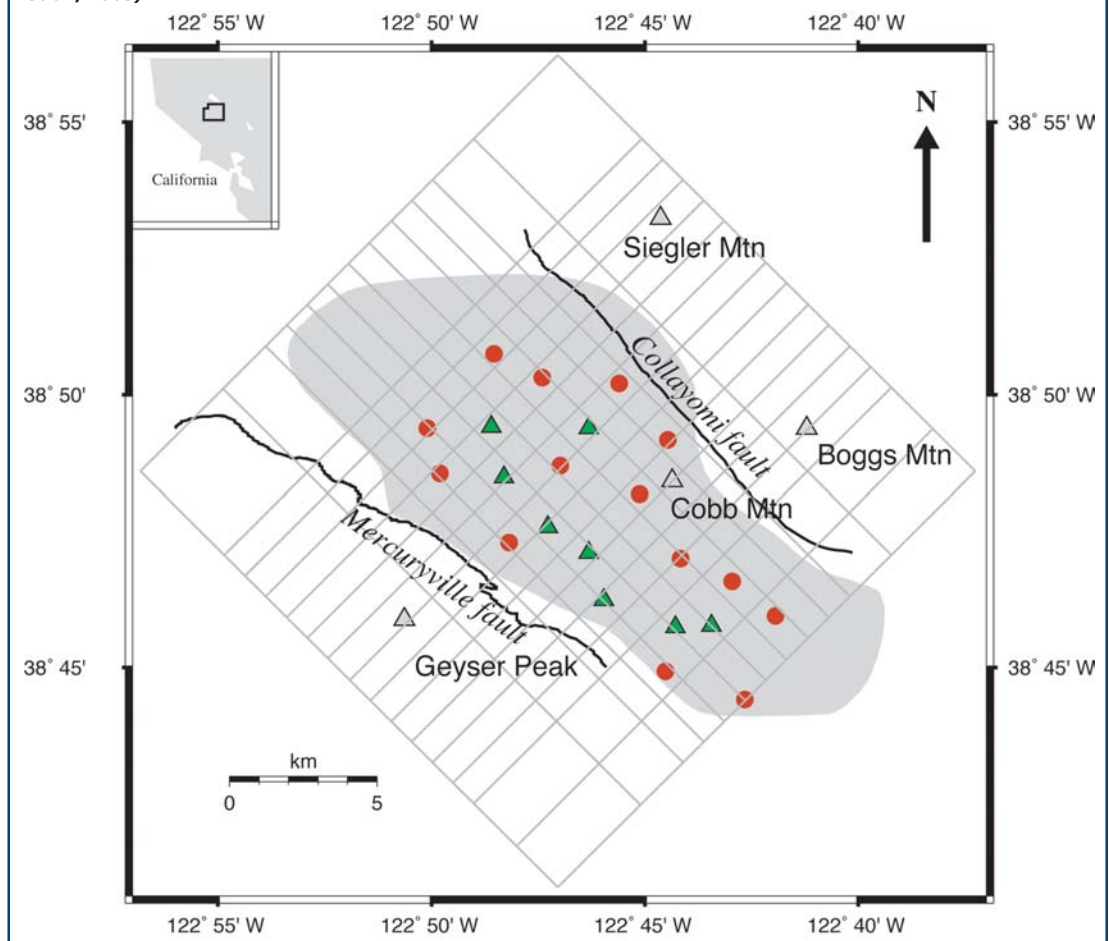 122° 55' W 122° 50' W 122° 45' W 122° 40' W
N
38° 55' 38° 55' W
California
Siegler Mtn
Collayomi fault
38° 50' 38° 50' W
Boggs Mtn
Cobb Mtn
Mercuryville fault
38° 45' 38° 45' W
Geyser Peak
km
0 5
122° 55' W 122° 50' W 122° 45' W 122° 40' W